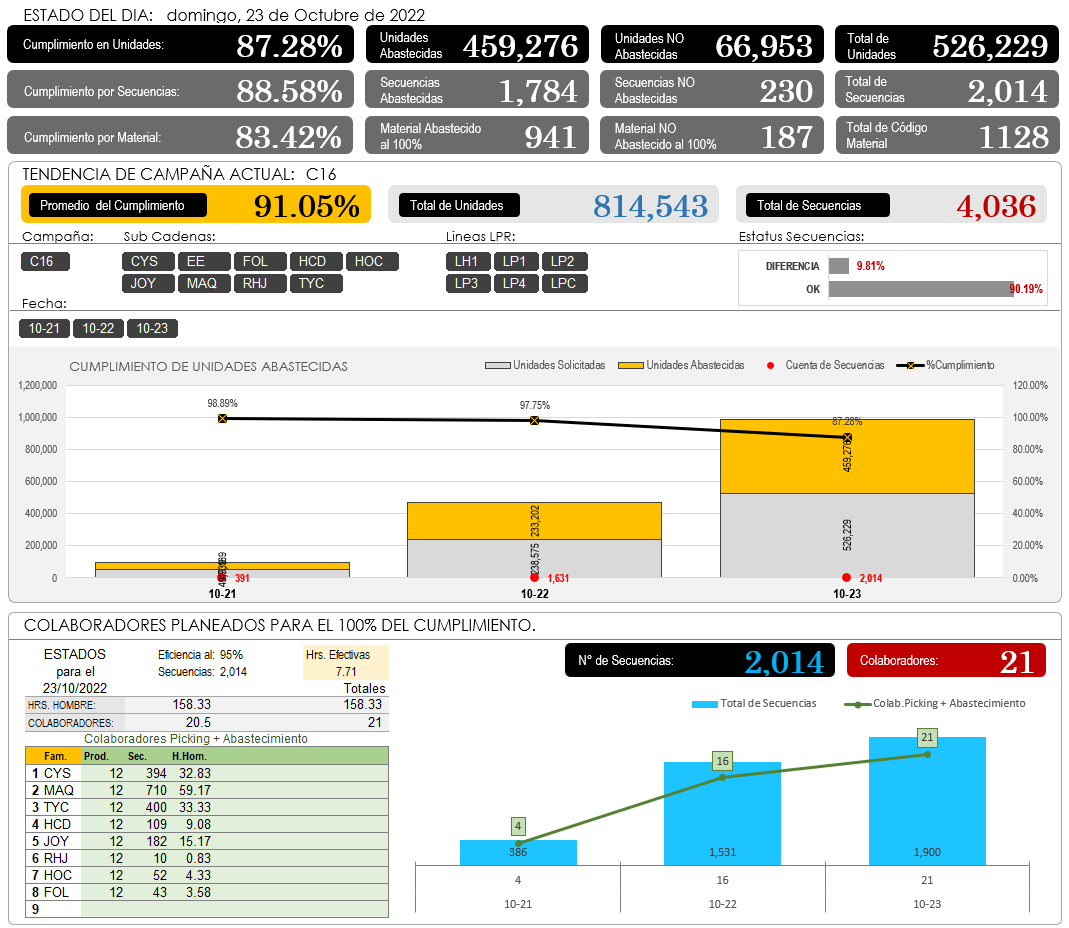 ESTADO DEL DIA: domingo, 23 de Octubre de 2022
Cumplimiento en Unidades: 87.28%
Unidades Abastecidas 459,276
Unidades NO Abastecidas 66,953
Total de Unidades 526,229
Cumplimiento por Secuencias: 88.58%
Secuencias Abastecidas 1,784
Secuencias NO Abastecidas 230
Total de Secuencias 2,014
Cumplimiento por Material: 83.42%
Material Abastecido al 100% 941
Material NO Abastecido al 100% 187
Total de Código Material 1128
TENDENCIA DE CAMPAÑA ACTUAL: C16
Promedio del Cumplimiento 91.05%
Total de Unidades 814,543
Total de Secuencias 4,036
Campaña: Sub Cadenas: Lineas LPR: Estatus Secuencias:
C16 CYS EE FOL HCD HOC LH1 LP1 LP2
JOY MAQ RHJ TYC LP3 LP4 LPC
DIFERENCIA 9.81%
OK 90.19%
Fecha:
10-21 10-22 10-23
CUMPLIMIENTO DE UNIDADES ABASTECIDAS
Unidades Solicitadas Unidades Abastecidas Cuenta de Secuencias %Cumplimiento
1,200,000 120.00%
1,000,000 100.00%
800,000 80.00%
600,000 60.00%
400,000 40.00%
200,000 20.00%
0 0.00%
98.89% 97.75% 87.28%
233,202 459,276
238,575 526,229
391 1,631 2,014
10-21 10-22 10-23
COLABORADORES PLANEADOS PARA EL 100% DEL CUMPLIMIENTO.
ESTADOS Eficiencia al: 95% Hrs. Efectivas
para el Secuencias: 2,014 7.71
23/10/2022 Totales
HRS. HOMBRE: 158.33 158.33
COLABORADORES: 20.5 21
Colaboradores Picking + Abastecimiento
Fam. Prod. Sec. H.Hom.
1 CYS 12 394 32.83
2 MAQ 12 710 59.17
3 TYC 12 400 33.33
4 HCD 12 109 9.08
5 JOY 12 182 15.17
6 RHJ 12 10 0.83
7 HOC 12 52 4.33
8 FOL 12 43 3.58
9
N° de Secuencias: 2,014
Colaboradores: 21
Total de Secuencias Colab.Picking + Abastecimiento
4 16 21
386 1,531 1,900
4 16 21
10-21 10-22 10-23